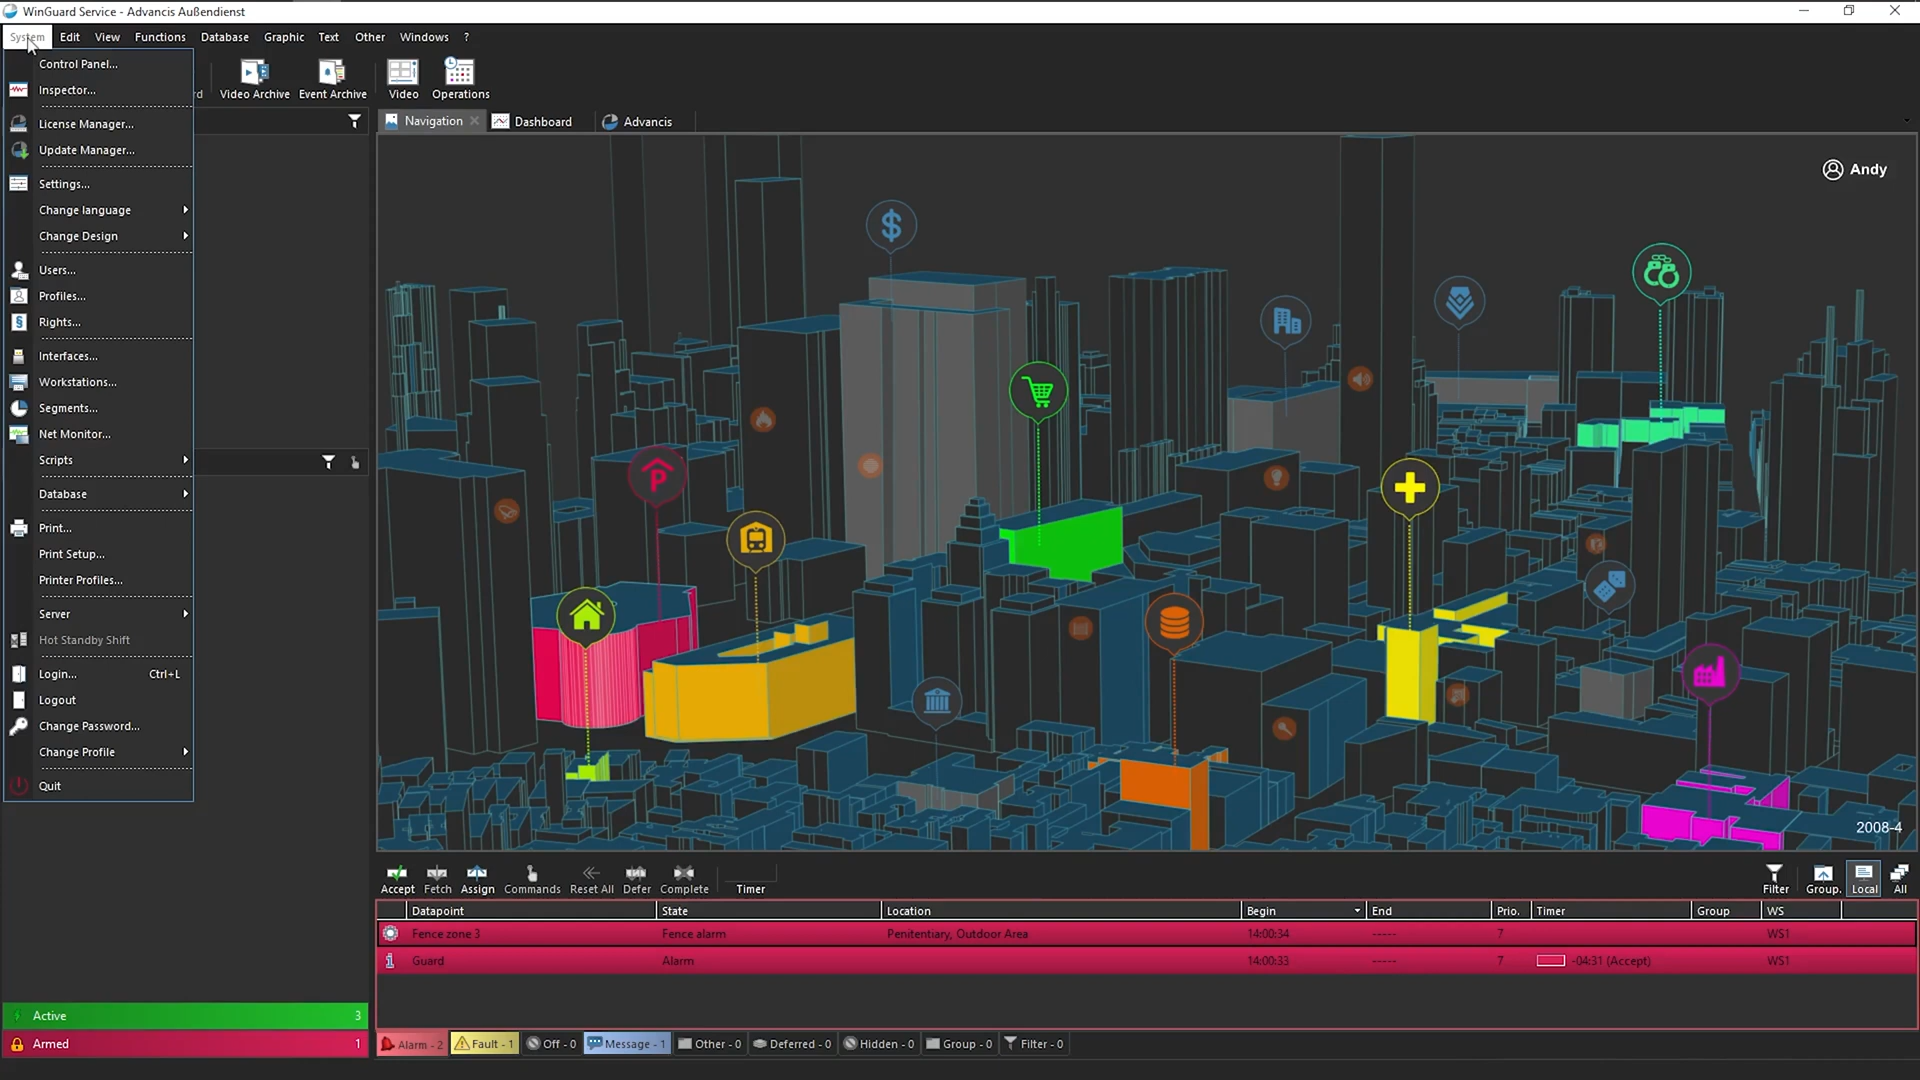 WinGuard Service - Advancis Außendienst
System Edit View Functions Database Graphic Text Other Windows ?
Control Panel...
Inspector...
License Manager...
Update Manager...
Settings...
Change language
Change Design
Users...
Profiles...
Rights...
Interfaces...
Workstations...
Segments...
Net Monitor...
Scripts
Database
Print...
Print Setup...
Printer Profiles...
Server
Hot Standby Shift
Login... Ctrl+L
Logout
Change Password...
Change Profile
Quit
Video Archive Event Archive Video Operations
Navigation Dashboard Advancis
Andy
2008-4
Accept Fetch Assign Commands Reset All Defer Complete Timer Filter Group. Local All
Datapoint State Location Begin End Prio. Timer Group WS
Fence zone 3 Fence alarm Penitentiary, Outdoor Area 14:00:34 ----- 7 WS1
Guard Alarm 14:00:33 ----- 7 -04:31 (Accept) WS1
Active 3
Armed 1
Alarm - 2 Fault - 1 Off - 0 Message - 1 Other - 0 Deferred - 0 Hidden - 0 Group - 0 Filter - 0